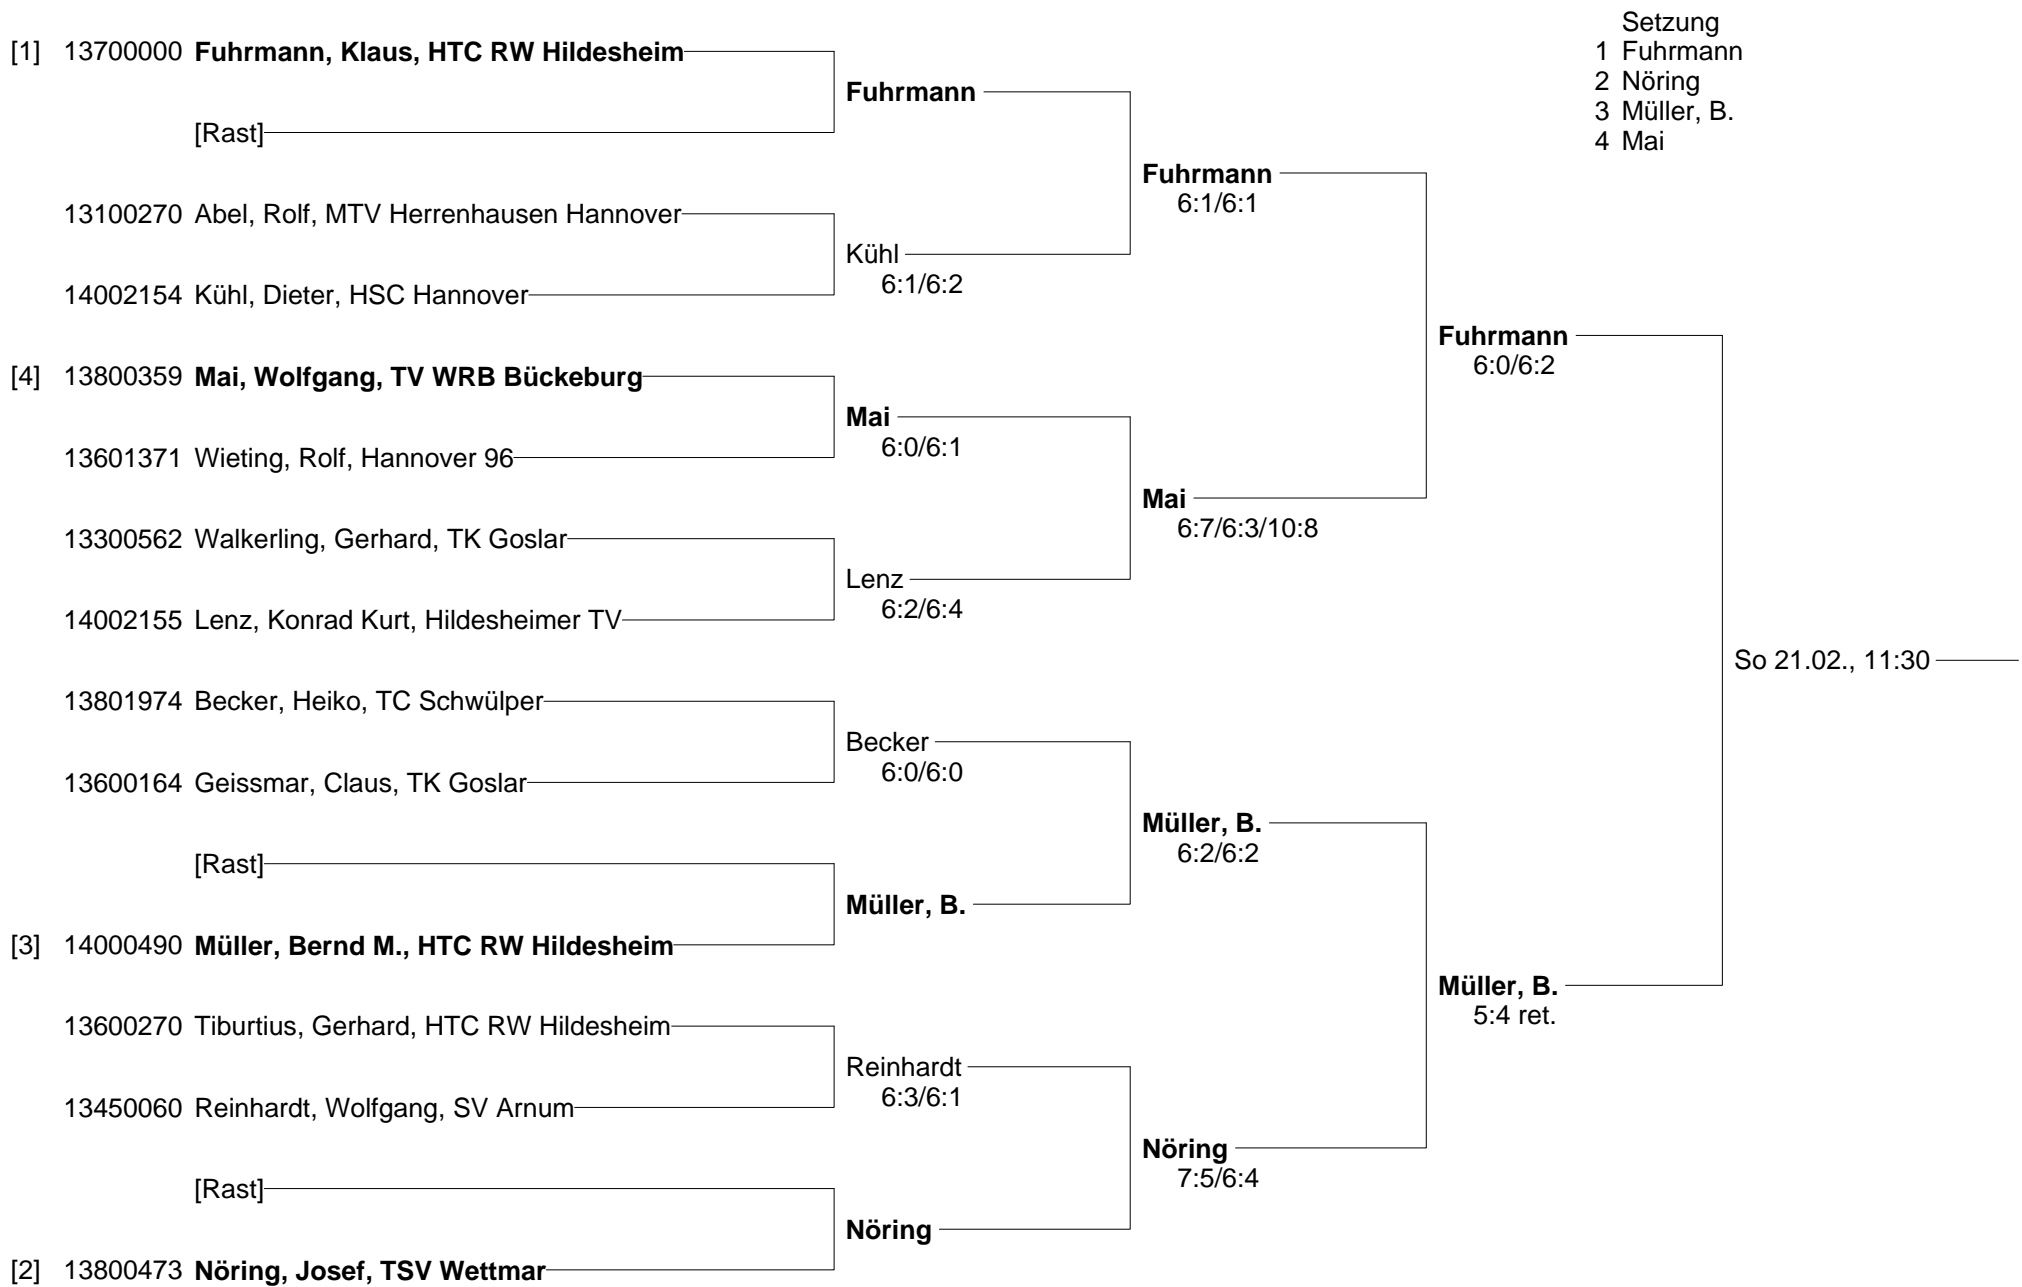 Setzung
1 Fuhrmann
2 Nöring
3 Müller, B.
4 Mai
[1] 13700000 Fuhrmann, Klaus, HTC RW Hildesheim
[Rast]
13100270 Abel, Rolf, MTV Herrenhausen Hannover
14002154 Kühl, Dieter, HSC Hannover
[4] 13800359 Mai, Wolfgang, TV WRB Bückeburg
13601371 Wieting, Rolf, Hannover 96
13300562 Walkerling, Gerhard, TK Goslar
14002155 Lenz, Konrad Kurt, Hildesheimer TV
13801974 Becker, Heiko, TC Schwülper
13600164 Geissmar, Claus, TK Goslar
[Rast]
[3] 14000490 Müller, Bernd M., HTC RW Hildesheim
13600270 Tiburtius, Gerhard, HTC RW Hildesheim
13450060 Reinhardt, Wolfgang, SV Arnum
[Rast]
[2] 13800473 Nöring, Josef, TSV Wettmar
Fuhrmann
Kühl
6:1/6:2
Mai
6:0/6:1
Lenz
6:2/6:4
Becker
6:0/6:0
Müller, B.
Reinhardt
6:3/6:1
Nöring
Fuhrmann
6:1/6:1
Mai
6:7/6:3/10:8
Müller, B.
6:2/6:2
Nöring
7:5/6:4
Fuhrmann
6:0/6:2
Müller, B.
5:4 ret.
So 21.02., 11:30